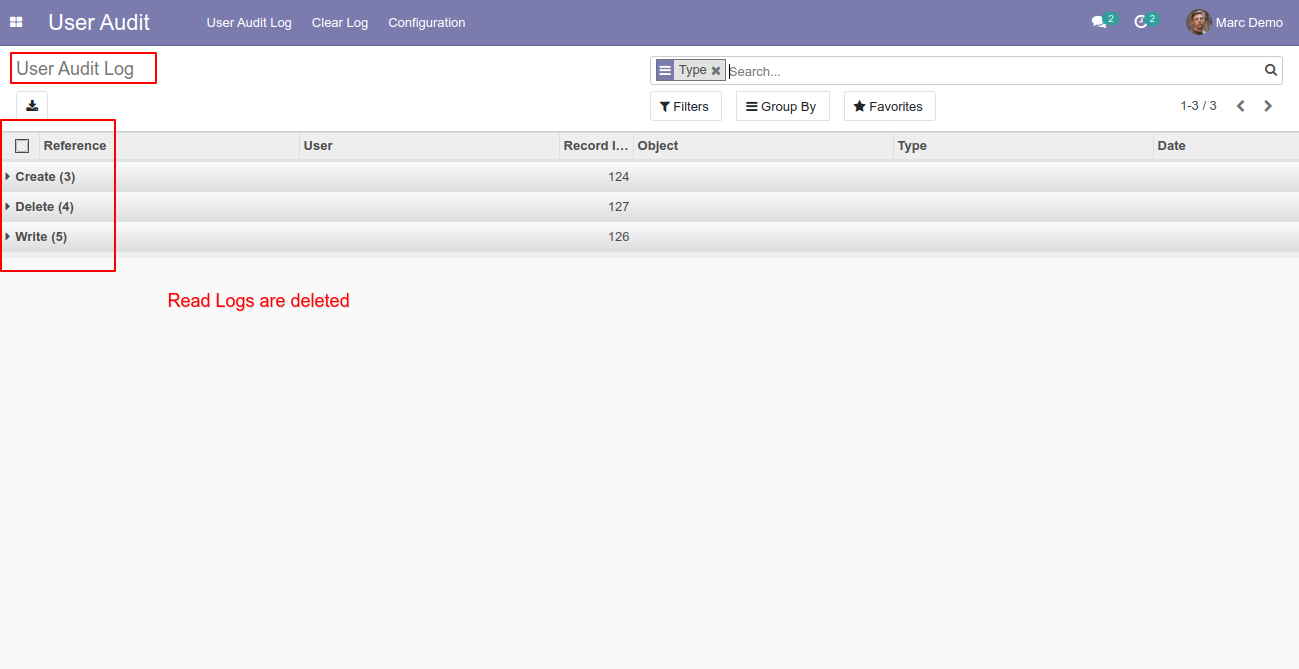 User Audit User Audit Log Clear Log Configuration 2 2 Marc Demo
User Audit Log
Type Search...
Filters Group By Favorites 1-3 / 3
Reference User Record I... Object Type Date
Create (3) 124
Delete (4) 127
Write (5) 126
Read Logs are deleted